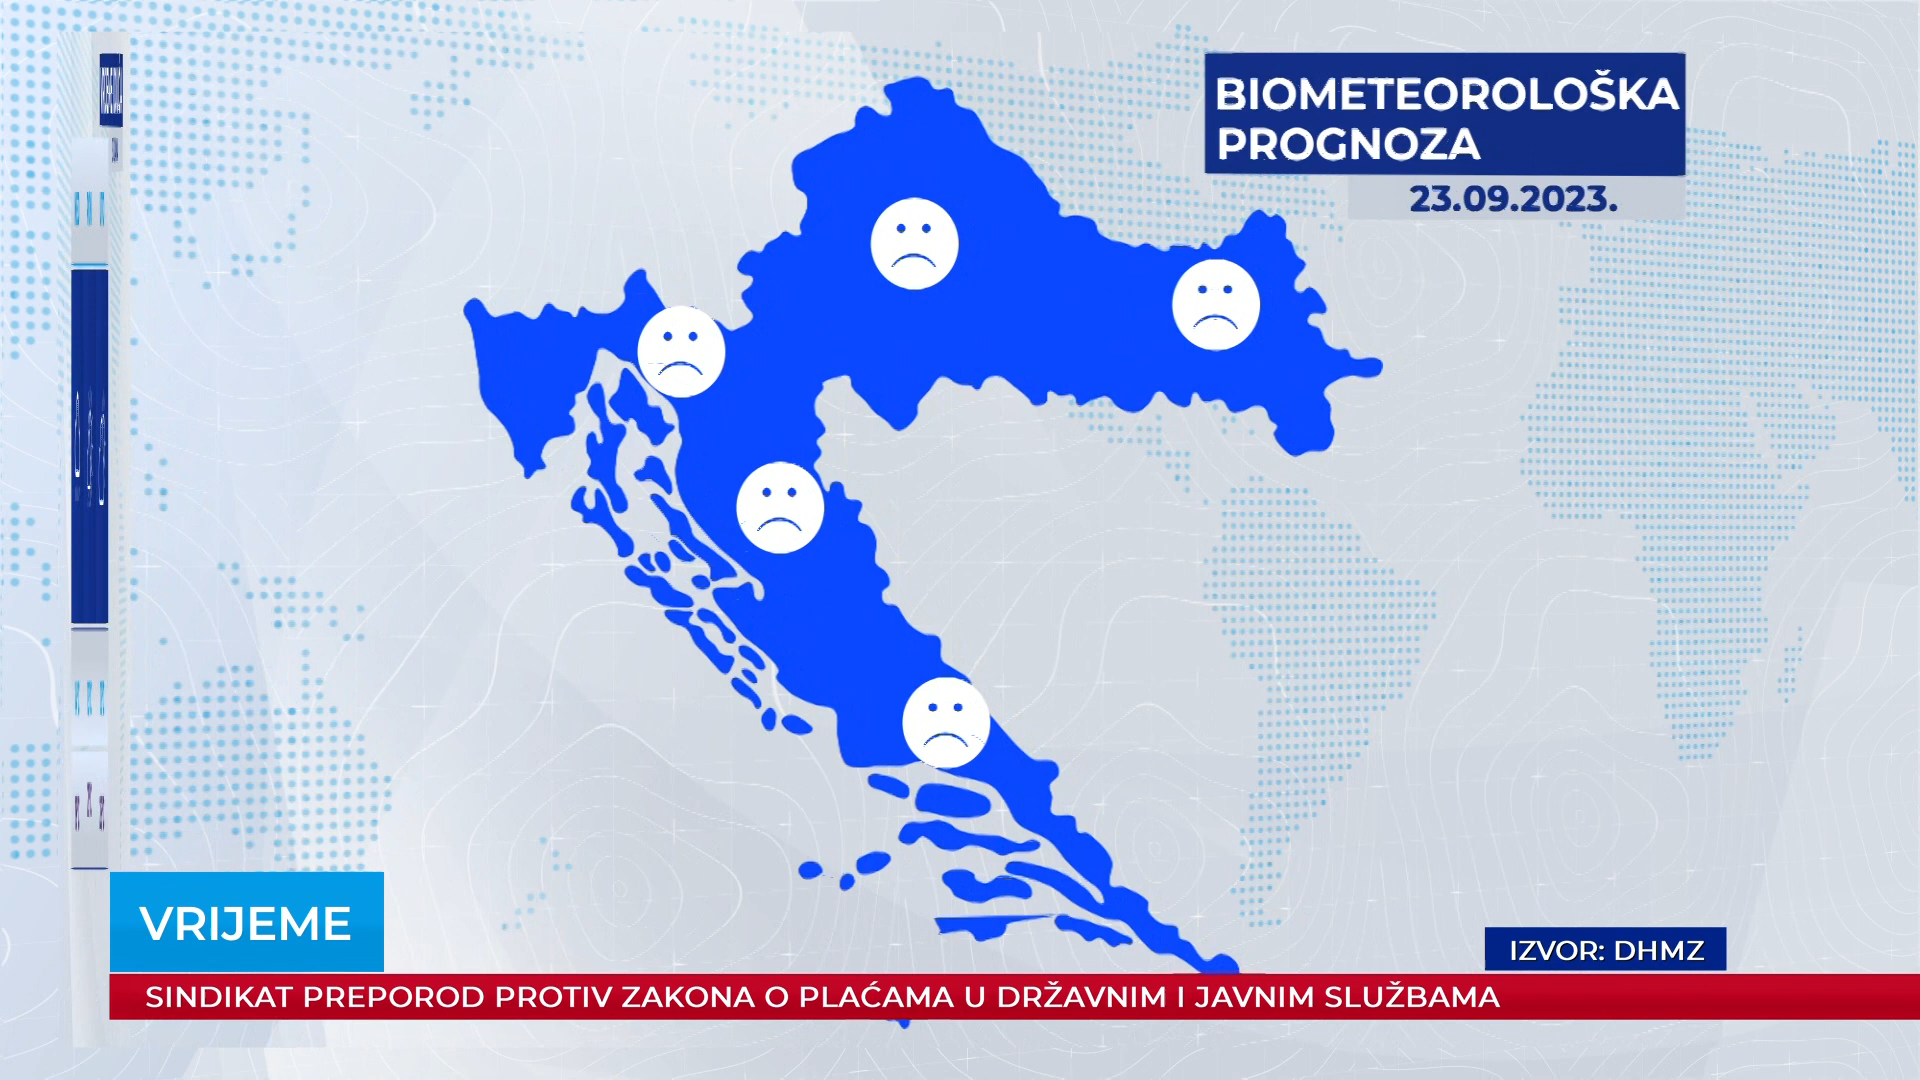 BIOMETEOROLOŠKA
PROGNOZA
23.09.2023.
VRIJEME
IZVOR: DHMZ
SINDIKAT PREPOROD PROTIV ZAKONA O PLAĆAMA U DRŽAVNIM I JAVNIM SLUŽBAMA